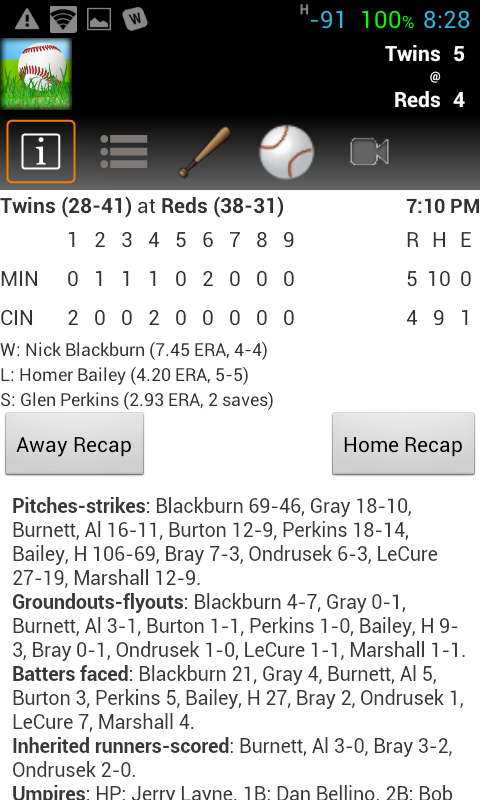 H -91 100% 8:28
W
Twins 5
@
Reds 4
i
Twins (28-41) at Reds (38-31) 7:10 PM
1 2 3 4 5 6 7 8 9 R H E
MIN 0 1 1 1 0 2 0 0 0 5 10 0
CIN 2 0 0 2 0 0 0 0 0 4 9 1
W: Nick Blackburn (7.45 ERA, 4-4)
L: Homer Bailey (4.20 ERA, 5-5)
S: Glen Perkins (2.93 ERA, 2 saves)
Away Recap Home Recap
Pitches-strikes: Blackburn 69-46, Gray 18-10,
Burnett, Al 16-11, Burton 12-9, Perkins 18-14,
Bailey, H 106-69, Bray 7-3, Ondrusek 6-3, LeCure
27-19, Marshall 12-9.
Groundouts-flyouts: Blackburn 4-7, Gray 0-1,
Burnett, Al 3-1, Burton 1-1, Perkins 1-0, Bailey, H 9-
3, Bray 0-1, Ondrusek 1-0, LeCure 1-1, Marshall 1-1.
Batters faced: Blackburn 21, Gray 4, Burnett, Al 5,
Burton 3, Perkins 5, Bailey, H 27, Bray 2, Ondrusek 1,
LeCure 7, Marshall 4.
Inherited runners-scored: Burnett, Al 3-0, Bray 3-2,
Ondrusek 2-0.
Umpires: HP: Jerry Layne, 1B: Dan Bellino, 2B: Bob